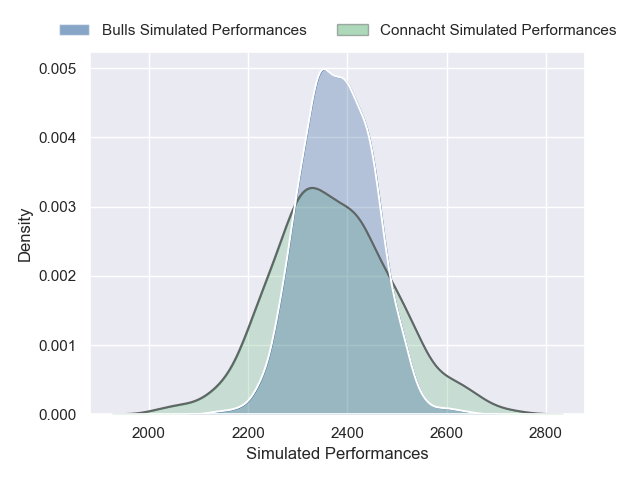 Bulls Simulated Performances
Connacht Simulated Performances
Density
0.005
0.004
0.003
0.002
0.001
0.000
2000 2200 2400 2600 2800
Simulated Performances